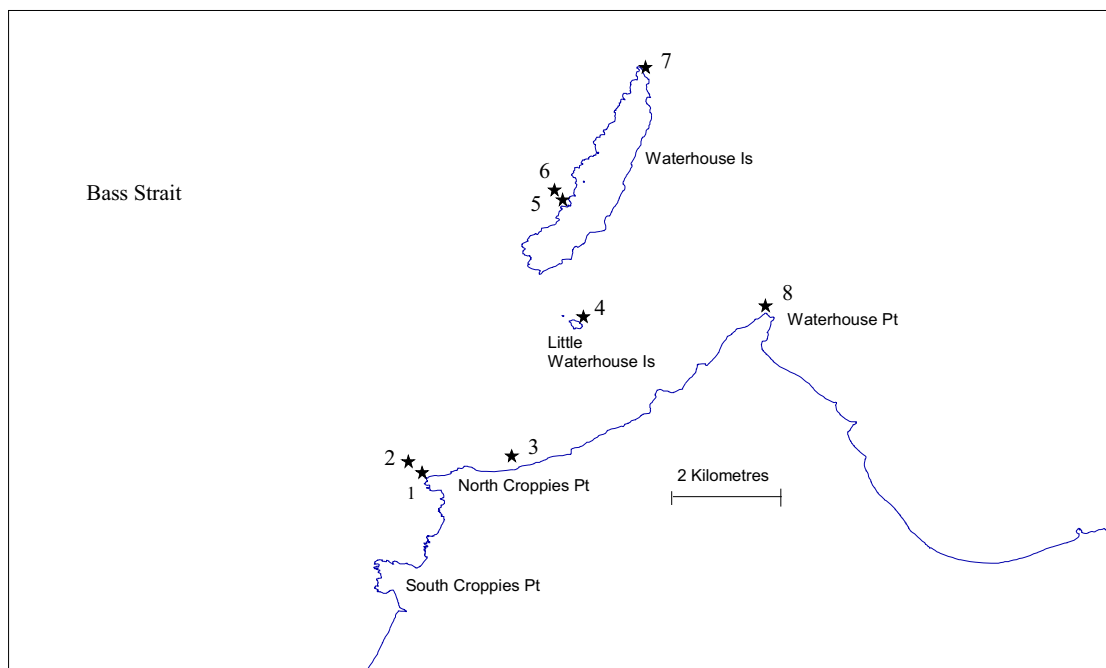 7
Waterhouse Is
6
Bass Strait
5
4
8
Waterhouse Pt
Little
Waterhouse Is
3
2
2 Kilometres
North Croppies Pt
1
South Croppies Pt